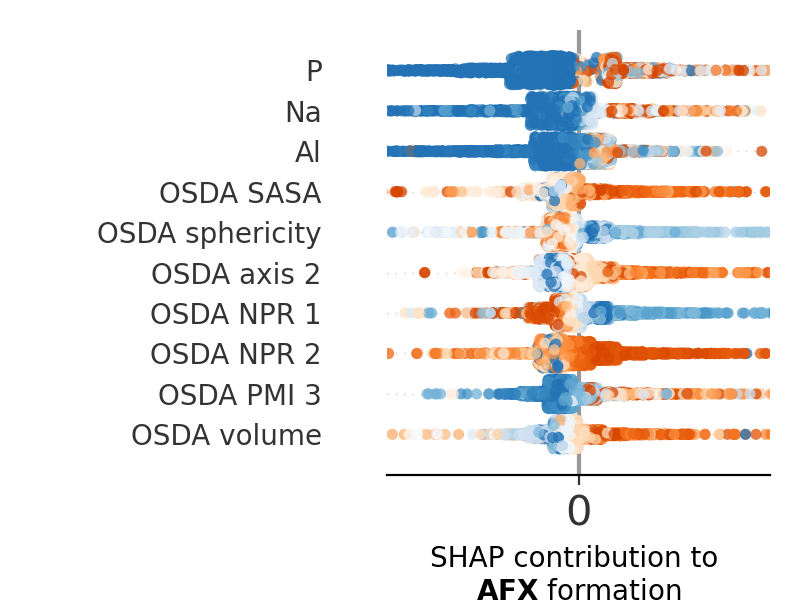 P
Na
Al
OSDA SASA
OSDA sphericity
OSDA axis 2
OSDA NPR 1
OSDA NPR 2
OSDA PMI 3
OSDA volume
0
SHAP contribution to
AFX formation